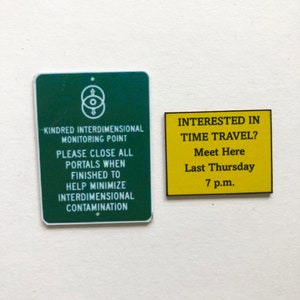 KINDRED INTERDIMENSIONAL
MONITORING POINT
PLEASE CLOSE ALL
PORTALS WHEN
FINISHED TO
HELP MINIMIZE
INTERDIMENSIONAL
CONTAMINATION
INTERESTED IN
TIME TRAVEL?
Meet Here
Last Thursday
7 p.m.